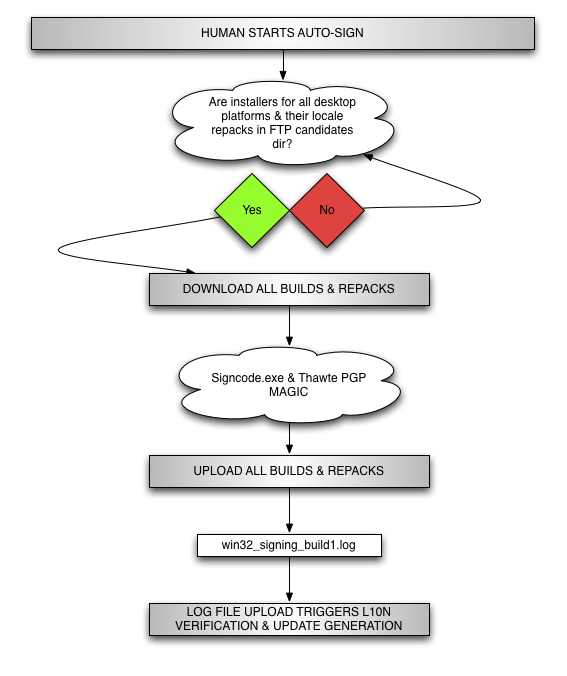 HUMAN STARTS AUTO-SIGN
Are installers for all desktop
platforms & their locale
repacks in FTP candidates
dir?
Yes
No
DOWNLOAD ALL BUILDS & REPACKS
Signcode.exe & Thawte PGP
MAGIC
UPLOAD ALL BUILDS & REPACKS
win32_signing_build1.log
LOG FILE UPLOAD TRIGGERS L10N
VERIFICATION & UPDATE GENERATION